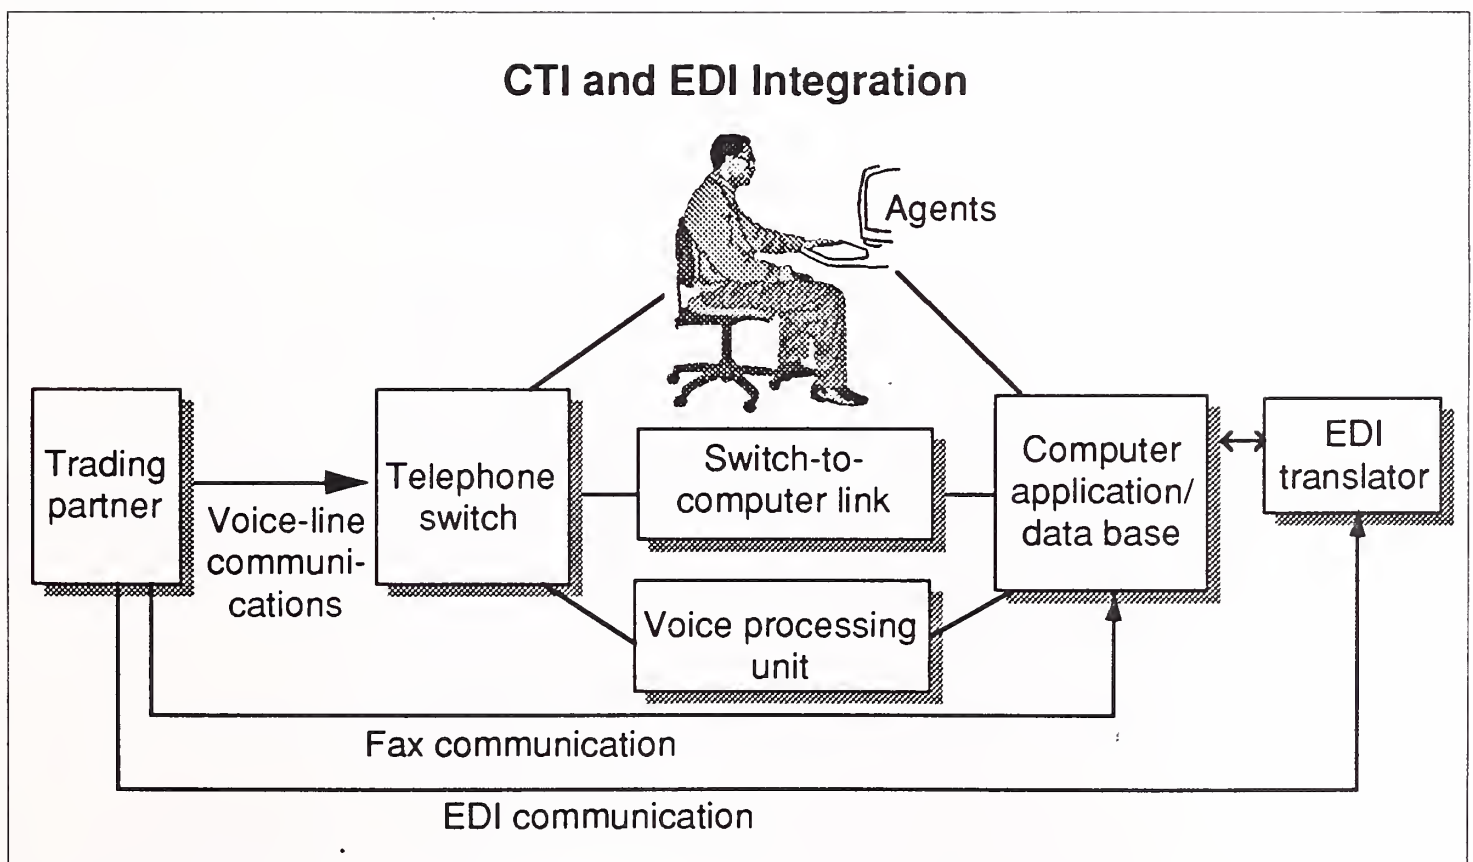 CTI and EDI Integration
Agents
Trading
partner
Voice-line
communi-
cations
Telephone
switch
Switch-to-
computer link
Voice processing
unit
Computer
application/
data base
EDI
translator
Fax communication
EDI communication